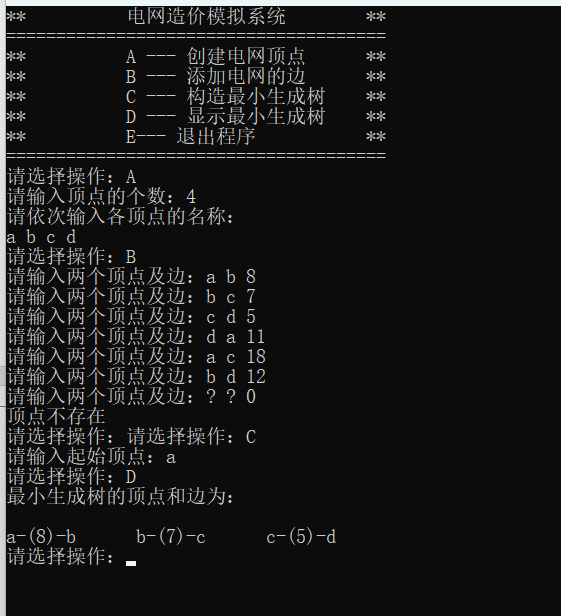 **          电网造价模拟系统        **
======================================
**          A --- 创建电网顶点      **
**          B --- 添加电网的边      **
**          C --- 构造最小生成树    **
**          D --- 显示最小生成树    **
**          E--- 退出程序           **
======================================
请选择操作：A
请输入顶点的个数：4
请依次输入各顶点的名称：
a b c d
请选择操作：B
请输入两个顶点及边：a b 8
请输入两个顶点及边：b c 7
请输入两个顶点及边：c d 5
请输入两个顶点及边：d a 11
请输入两个顶点及边：a c 18
请输入两个顶点及边：b d 12
请输入两个顶点及边：? ? 0
顶点不存在
请选择操作：请选择操作：C
请输入起始顶点：a
请选择操作：D
最小生成树的顶点和边为：
a-(8)-b      b-(7)-c      c-(5)-d
请选择操作：